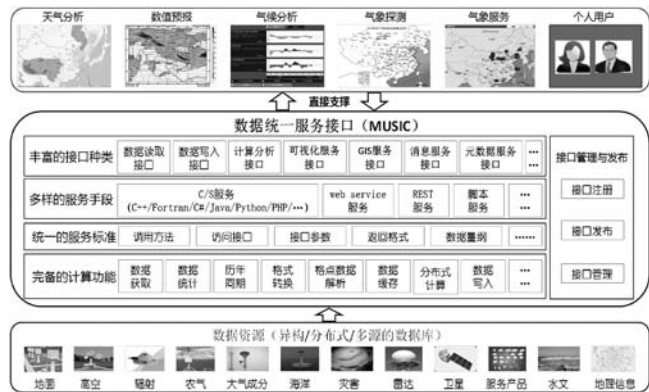 天气分析 数值预报 气候分析 气象探测 气象服务 个人用户
直接支撑
数据统一服务接口（MUSIC）
丰富的接口种类 数据读取接口 数据写入接口 计算分析接口 可视化服务接口 GIS服务接口 消息服务接口 元数据服务接口 … …
多样的服务手段 C/S服务 (C++/Fortran/C#/Java/Python/PHP/…) web service服务 REST服务 脚本服务 … …
统一的服务标准 调用方法 访问接口 接口参数 返回格式 数据量纲 ……
完备的计算功能 数据获取 数据统计 历年同期 格式转换 格点数据解析 数据缓存 分布式计算 数据写入 … …
接口管理与发布
接口注册
接口发布
接口管理
数据资源（异构/分布式/多源的数据库）
地面 高空 辐射 农气 大气成分 海洋 灾害 雷达 卫星 服务产品 水文 地理信息